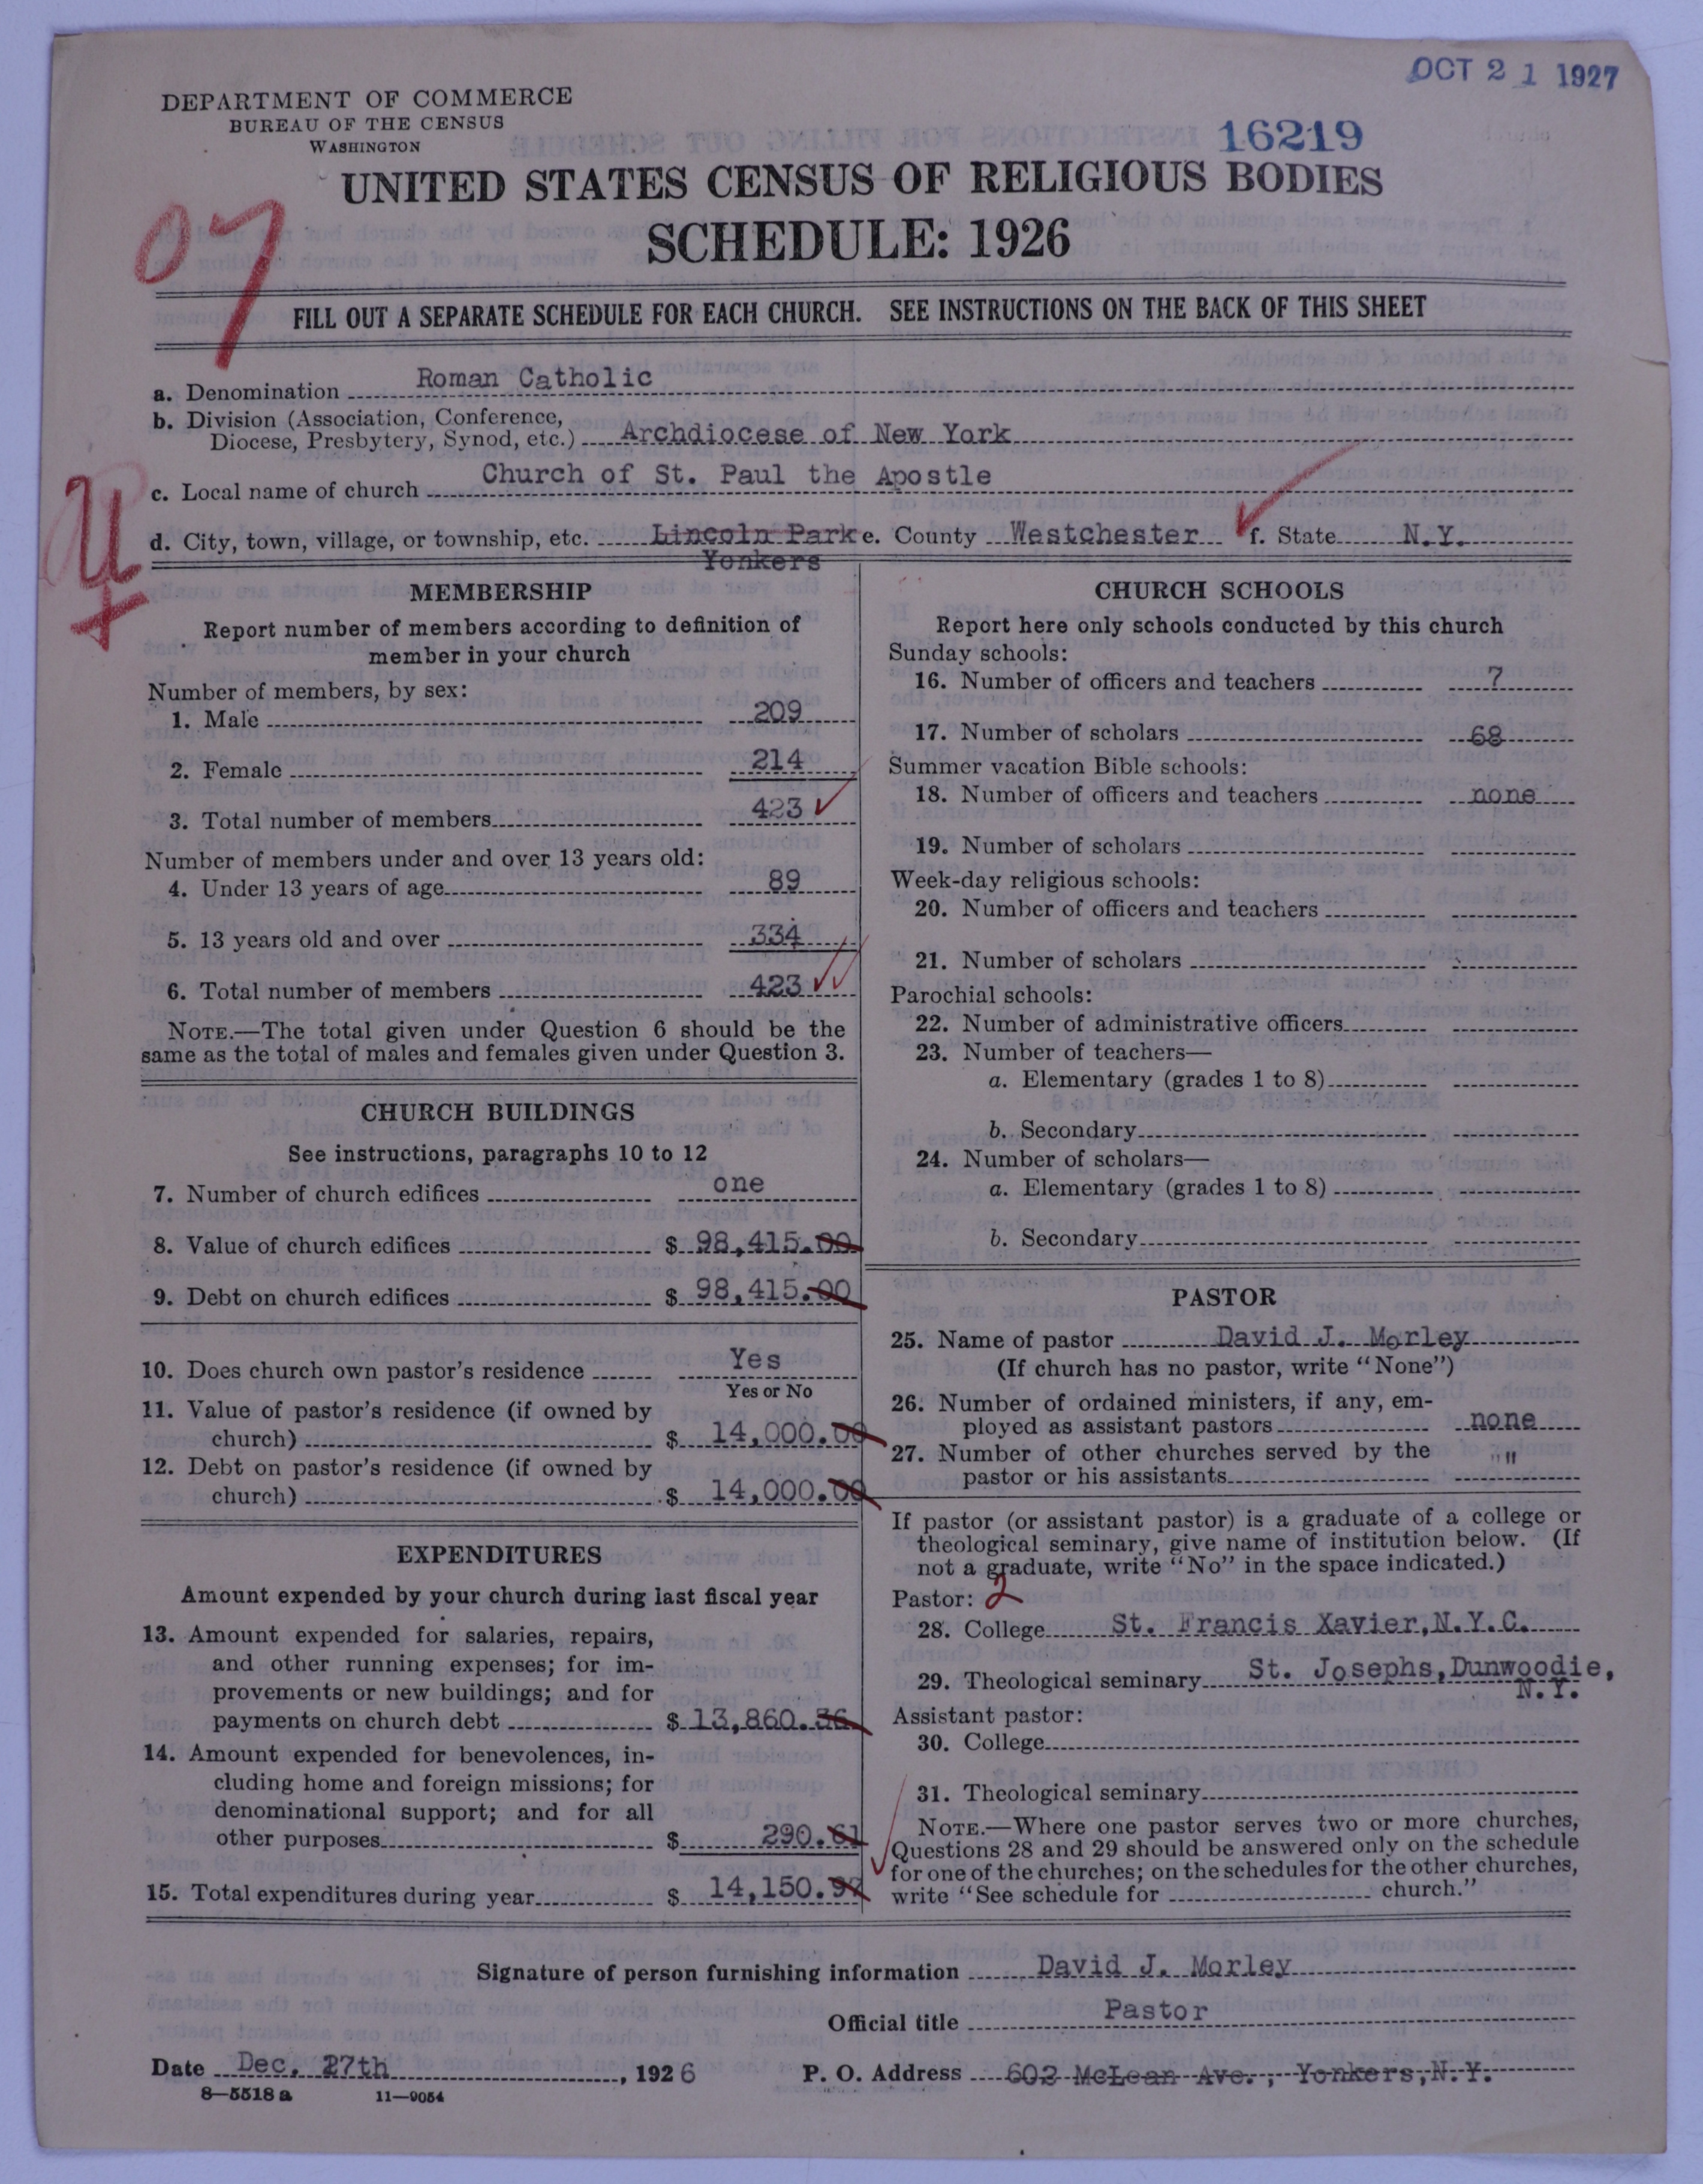 OCT 21 1927
DEPARTMENT OF COMMERCE
BUREAU OF THE CENSUS
WASHINGTON
16219
UNITED STATES CENSUS OF RELIGIOUS BODIES
SCHEDULE: 1926
07
FILL OUT A SEPARATE SCHEDULE FOR EACH CHURCH. SEE INSTRUCTIONS ON THE BACK OF THIS SHEET
a. Denomination Roman Catholic
b. Division (Association, Conference,
Diocese, Presbytery, Synod, etc.) Archdiocese of New York
c. Local name of church Church of St. Paul the Apostle
d. City, town, village, or township, etc. Lincoln Park e. County Westchester f. State N.Y.
Yonkers
MEMBERSHIP
Report number of members according to definition of
member in your church
Number of members, by sex:
1. Male 209
2. Female 214
3. Total number of members 423
Number of members under and over 13 years old:
4. Under 13 years of age 89
5. 13 years old and over 334
6. Total number of members 423
NOTE.—The total given under Question 6 should be the
same as the total of males and females given under Question 3.
CHURCH BUILDINGS
See instructions, paragraphs 10 to 12
7. Number of church edifices one
8. Value of church edifices $ 98,415.00
9. Debt on church edifices $ 98,415.00
10. Does church own pastor's residence Yes
Yes or No
11. Value of pastor's residence (if owned by
church) $ 14,000.00
12. Debt on pastor's residence (if owned by
church) $ 14,000.00
EXPENDITURES
Amount expended by your church during last fiscal year
13. Amount expended for salaries, repairs,
and other running expenses; for im-
provements or new buildings; and for
payments on church debt $ 13,860.36
14. Amount expended for benevolences, in-
cluding home and foreign missions; for
denominational support; and for all
other purposes $ 290.61
15. Total expenditures during year $ 14,150.97
CHURCH SCHOOLS
Report here only schools conducted by this church
Sunday schools:
16. Number of officers and teachers 7
17. Number of scholars 68
Summer vacation Bible schools:
18. Number of officers and teachers none
19. Number of scholars
Week-day religious schools:
20. Number of officers and teachers
21. Number of scholars
Parochial schools:
22. Number of administrative officers
23. Number of teachers—
a. Elementary (grades 1 to 8)
b. Secondary
24. Number of scholars—
a. Elementary (grades 1 to 8)
b. Secondary
PASTOR
25. Name of pastor David J. Morley
(If church has no pastor, write "None")
26. Number of ordained ministers, if any, em-
ployed as assistant pastors none
27. Number of other churches served by the
pastor or his assistants "
If pastor (or assistant pastor) is a graduate of a college or
theological seminary, give name of institution below. (If
not a graduate, write "No" in the space indicated.)
Pastor: 2
28. College St. Francis Xavier, N.Y.C.
29. Theological seminary St. Josephs, Dunwoodie,
N.Y.
Assistant pastor:
30. College
31. Theological seminary
NOTE.—Where one pastor serves two or more churches,
Questions 28 and 29 should be answered only on the schedule
for one of the churches; on the schedules for the other churches,
write "See schedule for church."
Signature of person furnishing information David J. Morley
Official title Pastor
Date Dec. 27th, 1926 P. O. Address 602 McLean Ave., Yonkers, N.Y.
8—5518 a 11—9054